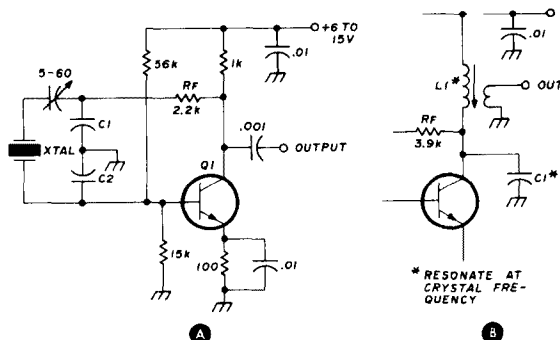 +6 TO
15V
.01
56k
1k
5-60
C1
RF
2.2k
XTAL
C2
.001
OUTPUT
Q1
15k
100
.01
A
.01
L1*
OUT
RF
3.9k
C1*
* RESONATE AT
CRYSTAL FRE-
QUENCY
B